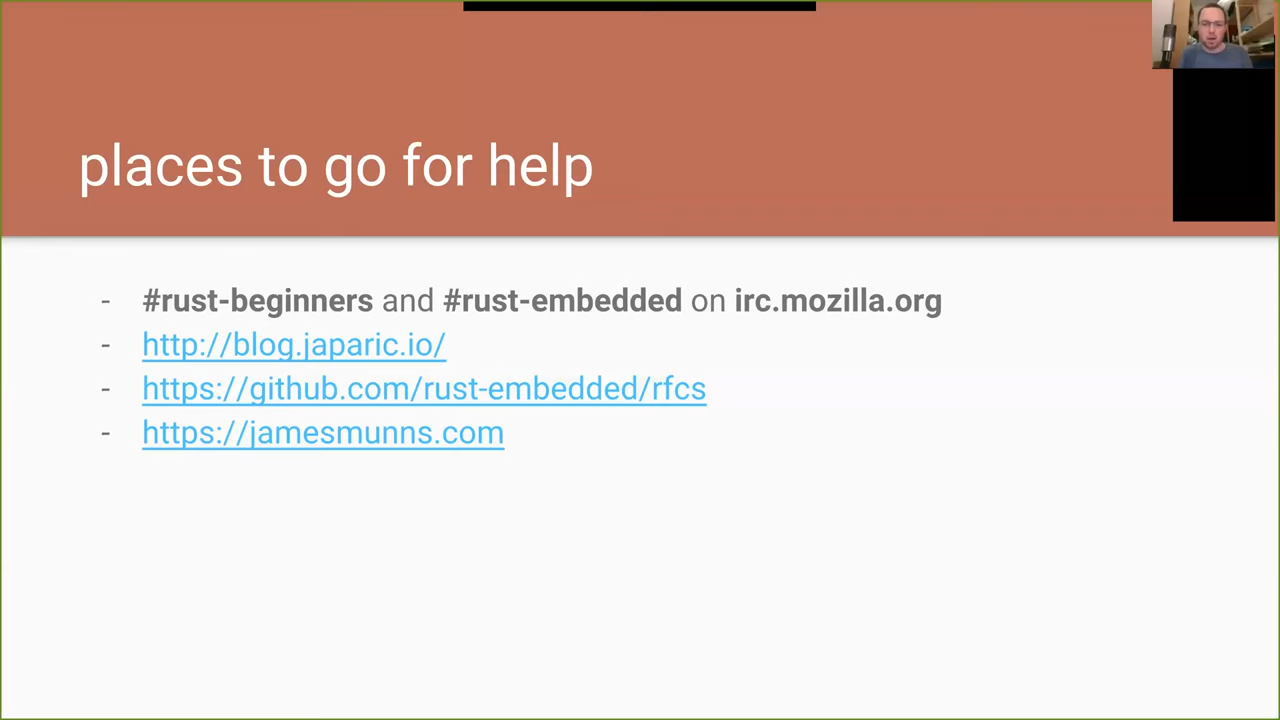 places to go for help
- #rust-beginners and #rust-embedded on irc.mozilla.org
- http://blog.japaric.io/
- https://github.com/rust-embedded/rfcs
- https://jamesmunns.com